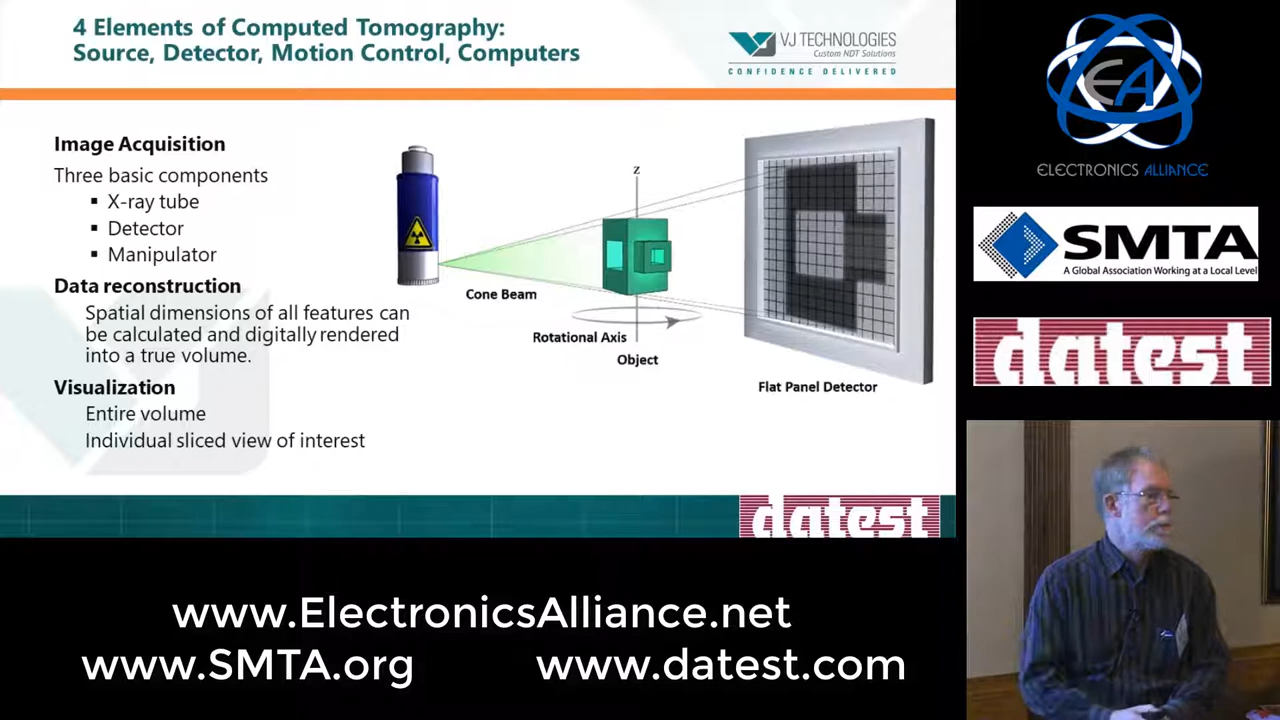 4 Elements of Computed Tomography:
Source, Detector, Motion Control, Computers
VJ TECHNOLOGIES
Custom NDT Solutions
CONFIDENCE DELIVERED
Image Acquisition
Three basic components
▪ X-ray tube
▪ Detector
▪ Manipulator
Data reconstruction
Spatial dimensions of all features can
be calculated and digitally rendered
into a true volume.
Visualization
Entire volume
Individual sliced view of interest
z
Cone Beam
Rotational Axis
Object
Flat Panel Detector
datest
www.ElectronicsAlliance.net
www.SMTA.org
www.datest.com
EA
ELECTRONICS ALLIANCE
SMTA
A Global Association Working at a Local Level
datest